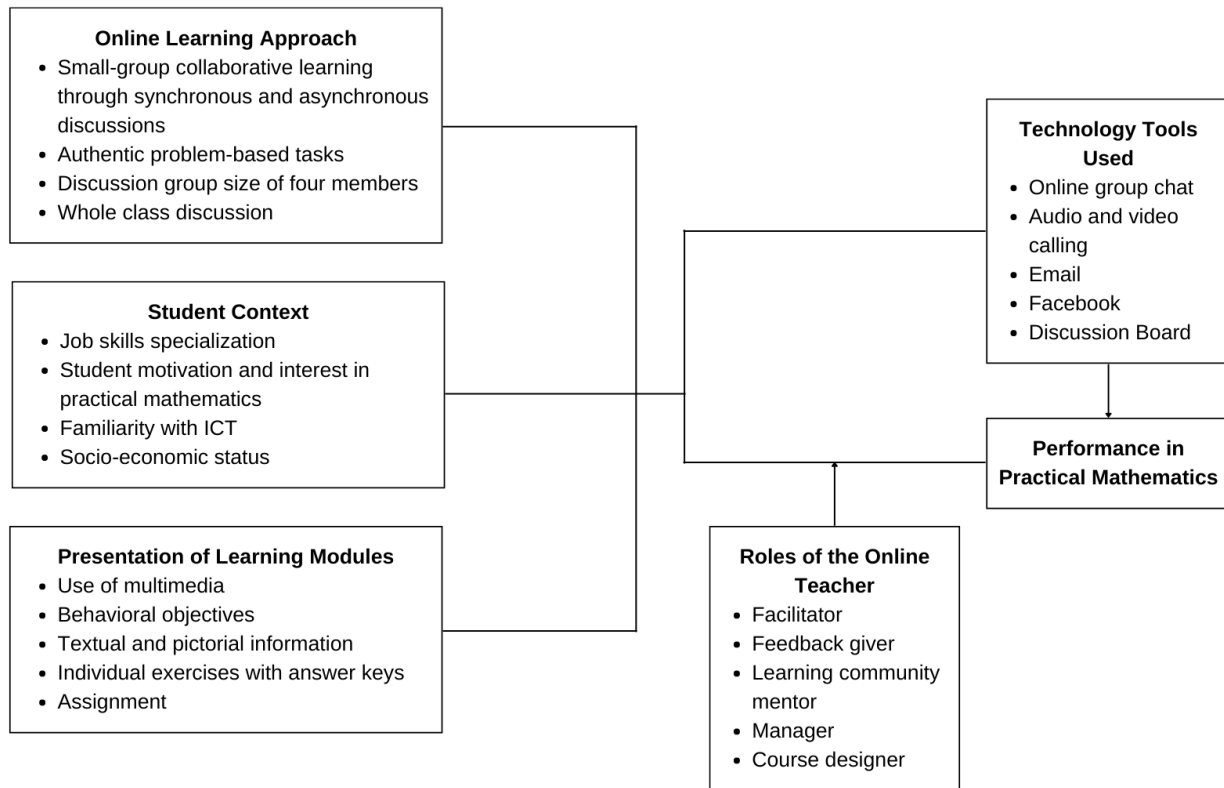 Online Learning Approach
• Small-group collaborative learning
through synchronous and asynchronous
discussions
• Authentic problem-based tasks
• Discussion group size of four members
• Whole class discussion
Student Context
• Job skills specialization
• Student motivation and interest in
practical mathematics
• Familiarity with ICT
• Socio-economic status
Presentation of Learning Modules
• Use of multimedia
• Behavioral objectives
• Textual and pictorial information
• Individual exercises with answer keys
• Assignment
Technology Tools
Used
• Online group chat
• Audio and video
calling
• Email
• Facebook
• Discussion Board
Performance in
Practical Mathematics
Roles of the Online
Teacher
• Facilitator
• Feedback giver
• Learning community
mentor
• Manager
• Course designer